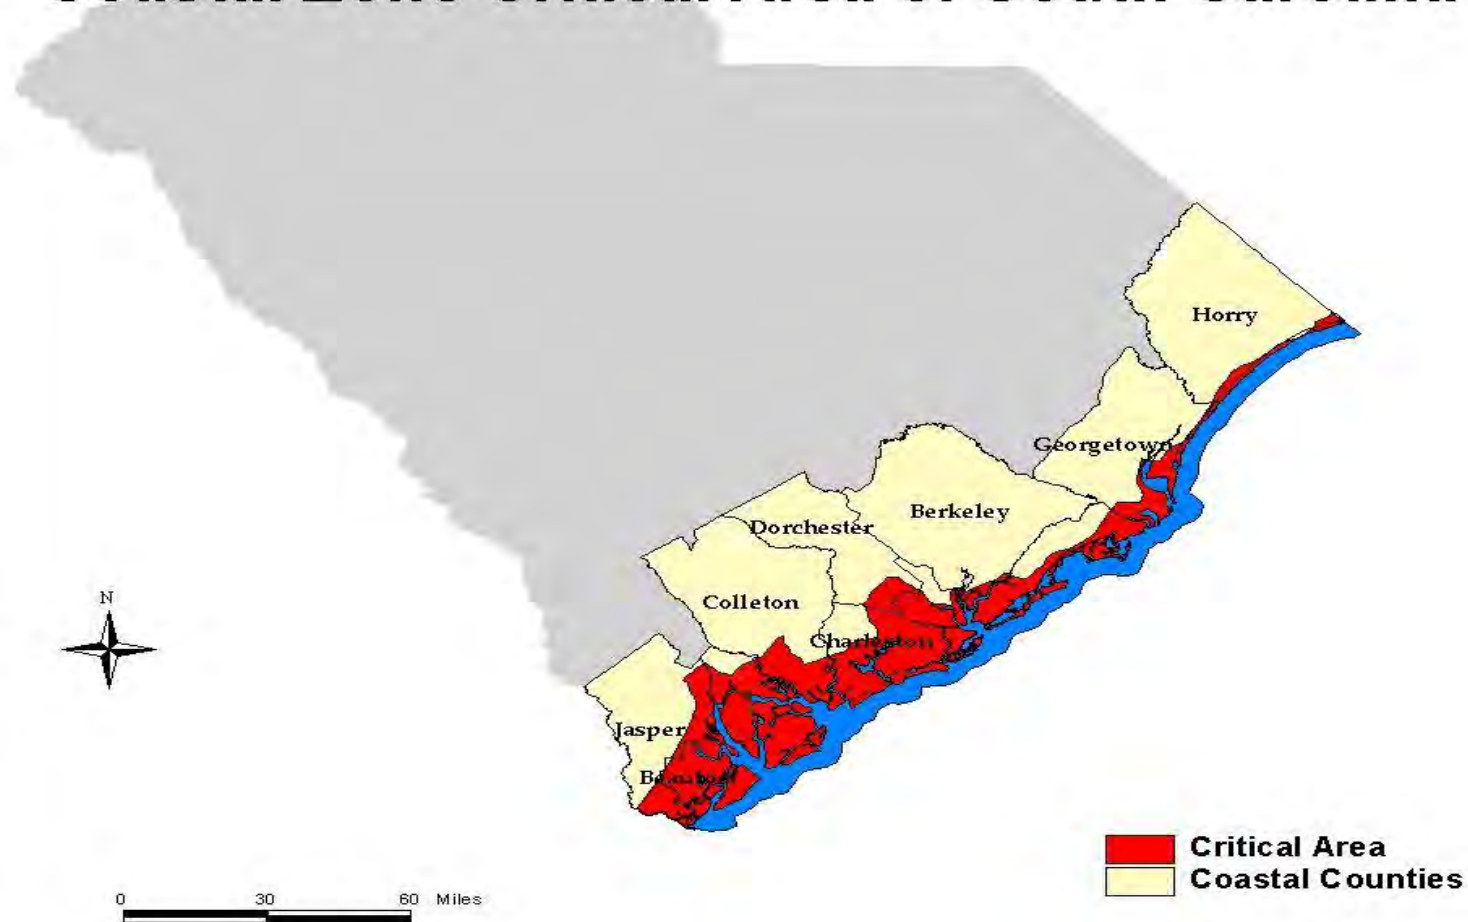 Horry
Georgetown
Berkeley
Dorchester
Colleton
Charleston
Jasper
N
Critical Area
Coastal Counties
0 30 60 Miles